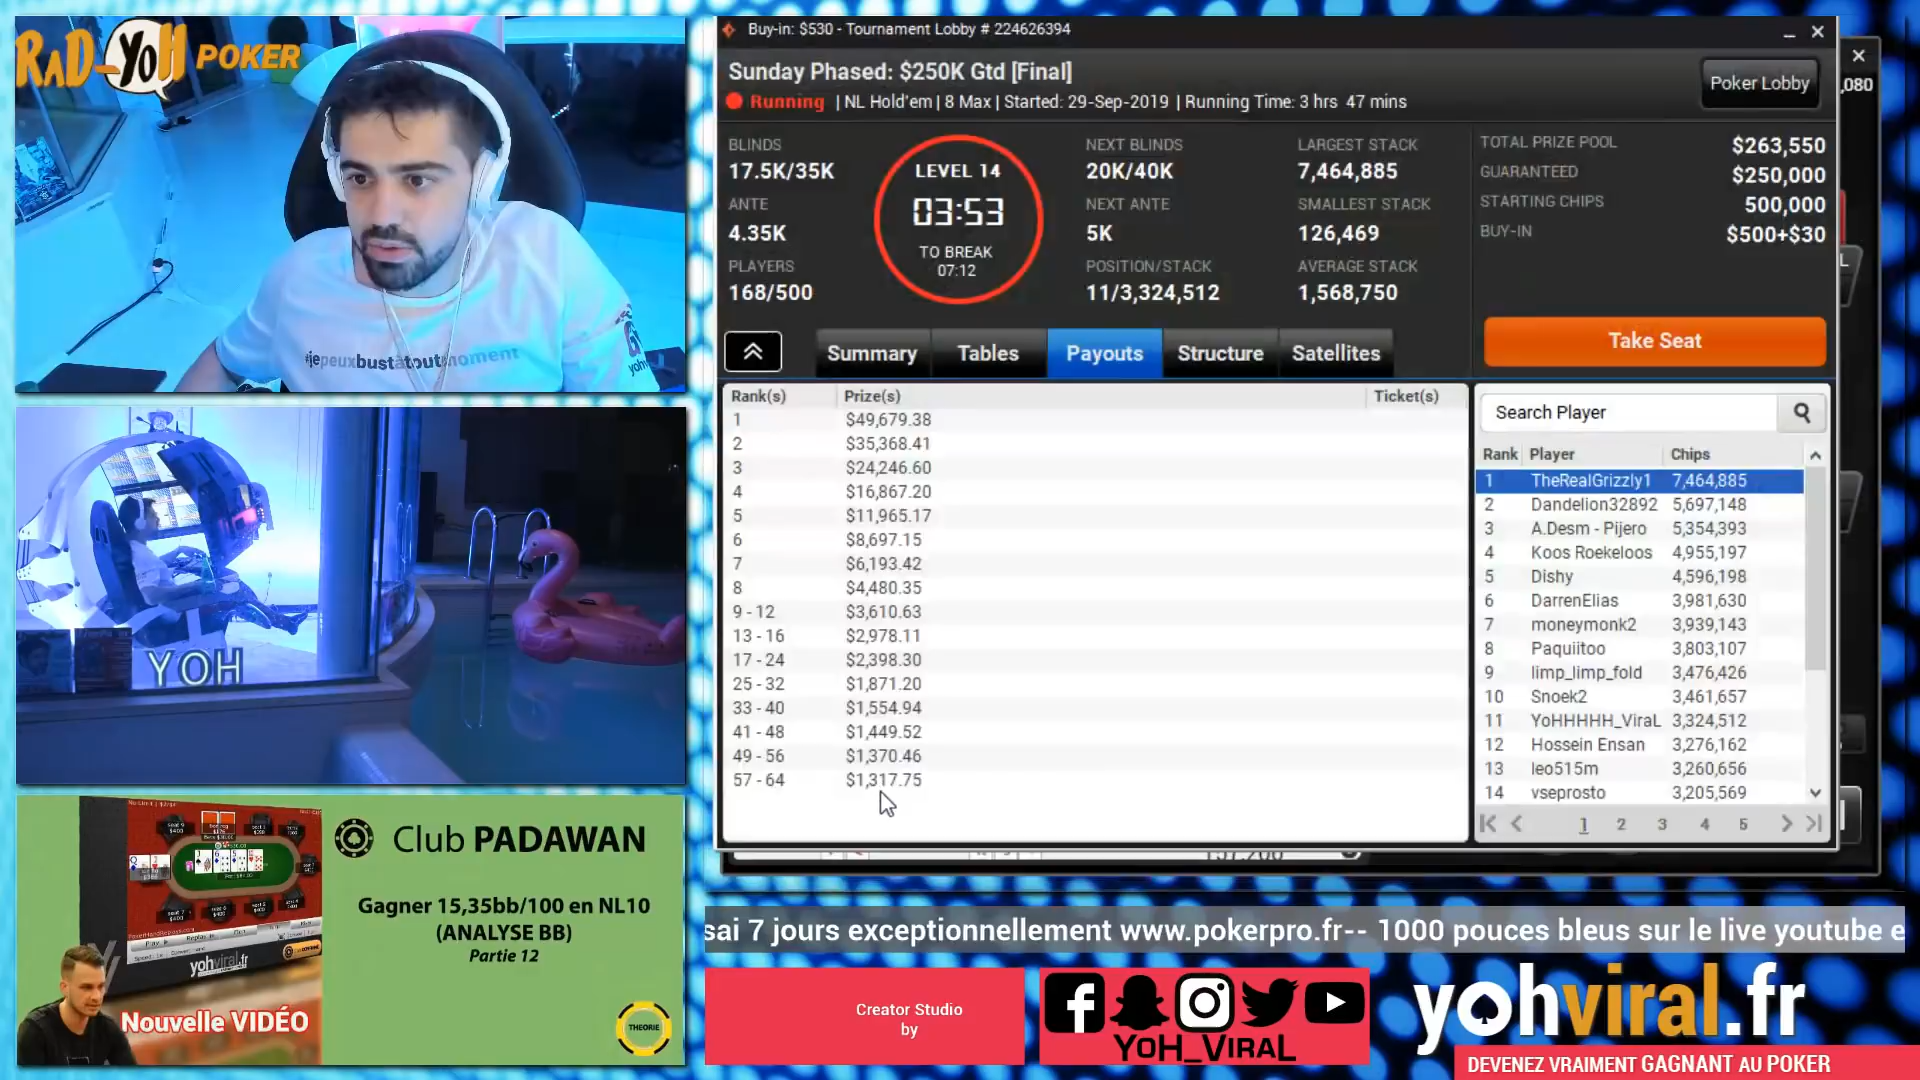 RAD-YOH POKER
#jepeuxbustàtoutmoment
YOH
Club PADAWAN
Gagner 15,35bb/100 en NL10
(ANALYSE BB)
Partie 12
yohviral.fr
Nouvelle VIDÉO
THEORIE
Buy-in: $530 - Tournament Lobby # 224626394
Sunday Phased: $250K Gtd [Final]
Running | NL Hold'em | 8 Max | Started: 29-Sep-2019 | Running Time: 3 hrs 47 mins
Poker Lobby
,080
BLINDS
17.5K/35K
ANTE
4.35K
PLAYERS
168/500
LEVEL 14
03:53
TO BREAK
07:12
NEXT BLINDS
20K/40K
NEXT ANTE
5K
POSITION/STACK
11/3,324,512
LARGEST STACK
7,464,885
SMALLEST STACK
126,469
AVERAGE STACK
1,568,750
TOTAL PRIZE POOL $263,550
GUARANTEED $250,000
STARTING CHIPS 500,000
BUY-IN $500+$30
Take Seat
Summary Tables Payouts Structure Satellites
Rank(s) Prize(s) Ticket(s)
1 $49,679.38
2 $35,368.41
3 $24,246.60
4 $16,867.20
5 $11,965.17
6 $8,697.15
7 $6,193.42
8 $4,480.35
9 - 12 $3,610.63
13 - 16 $2,978.11
17 - 24 $2,398.30
25 - 32 $1,871.20
33 - 40 $1,554.94
41 - 48 $1,449.52
49 - 56 $1,370.46
57 - 64 $1,317.75
Search Player
Rank Player Chips
1 TheRealGrizzly1 7,464,885
2 Dandelion32892 5,697,148
3 A.Desm - Pijero 5,354,393
4 Koos Roekeloos 4,955,197
5 Dishy 4,596,198
6 DarrenElias 3,981,630
7 moneymonk2 3,939,143
8 Paquiitoo 3,803,107
9 limp_limp_fold 3,476,426
10 Snoek2 3,461,657
11 YoHHHHH_ViraL 3,324,512
12 Hossein Ensan 3,276,162
13 leo515m 3,260,656
14 vseprosto 3,205,569
1 2 3 4 5
sai 7 jours exceptionnellement www.pokerpro.fr-- 1000 pouces bleus sur le live youtube e
Creator Studio
by
YoH_ViraL
yohviral.fr
DEVENEZ VRAIMENT GAGNANT AU POKER